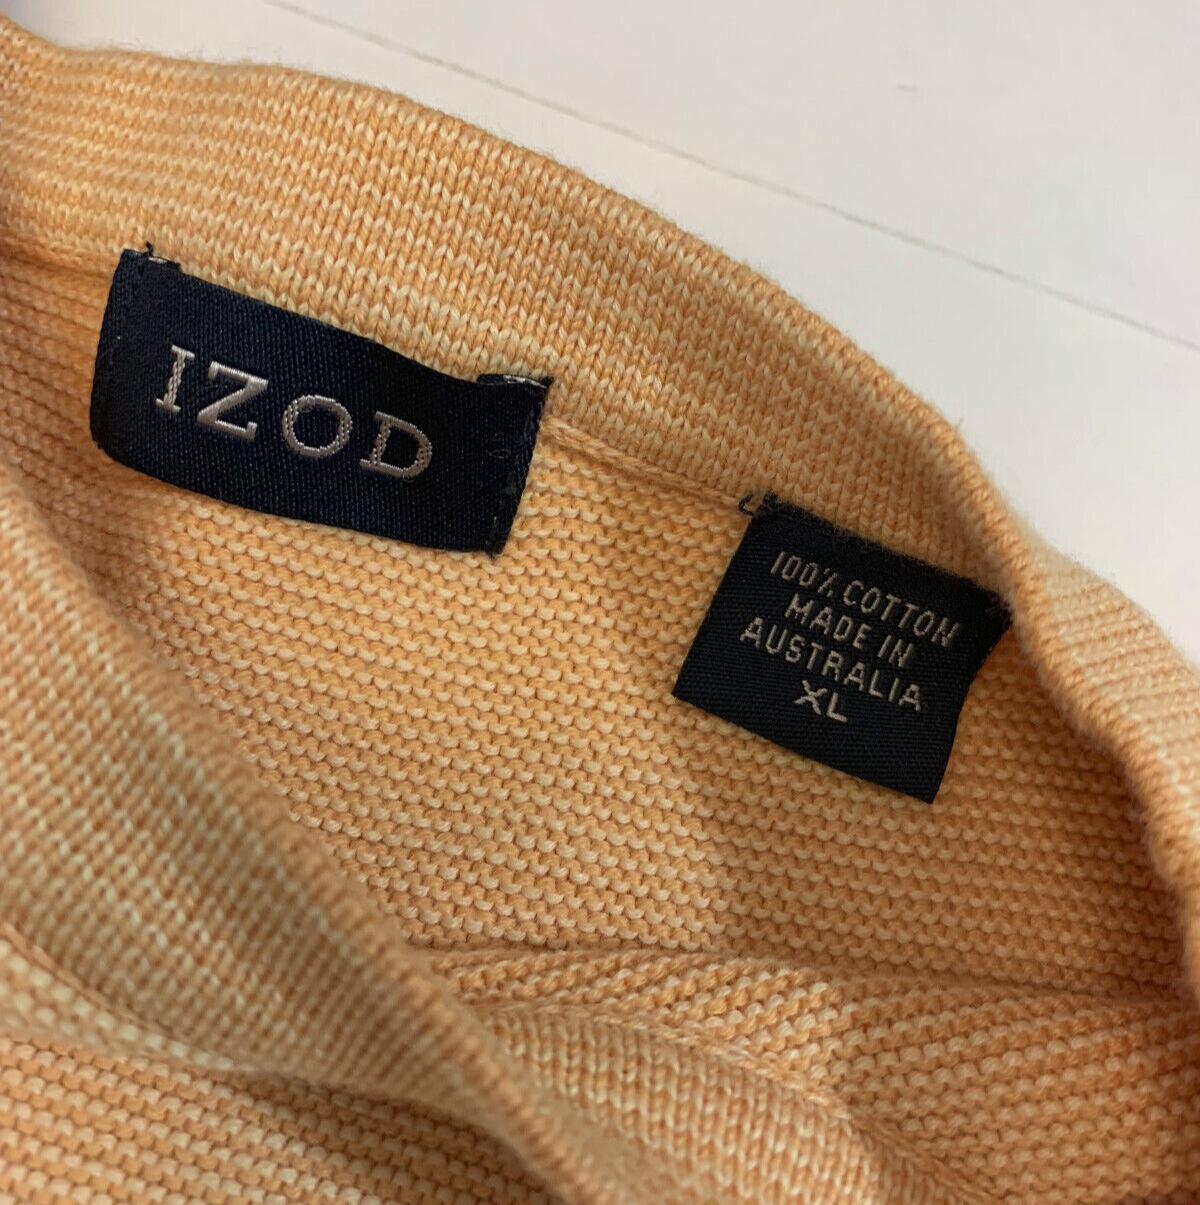 IZOD
100% COTTON
MADE IN
AUSTRALIA
XL